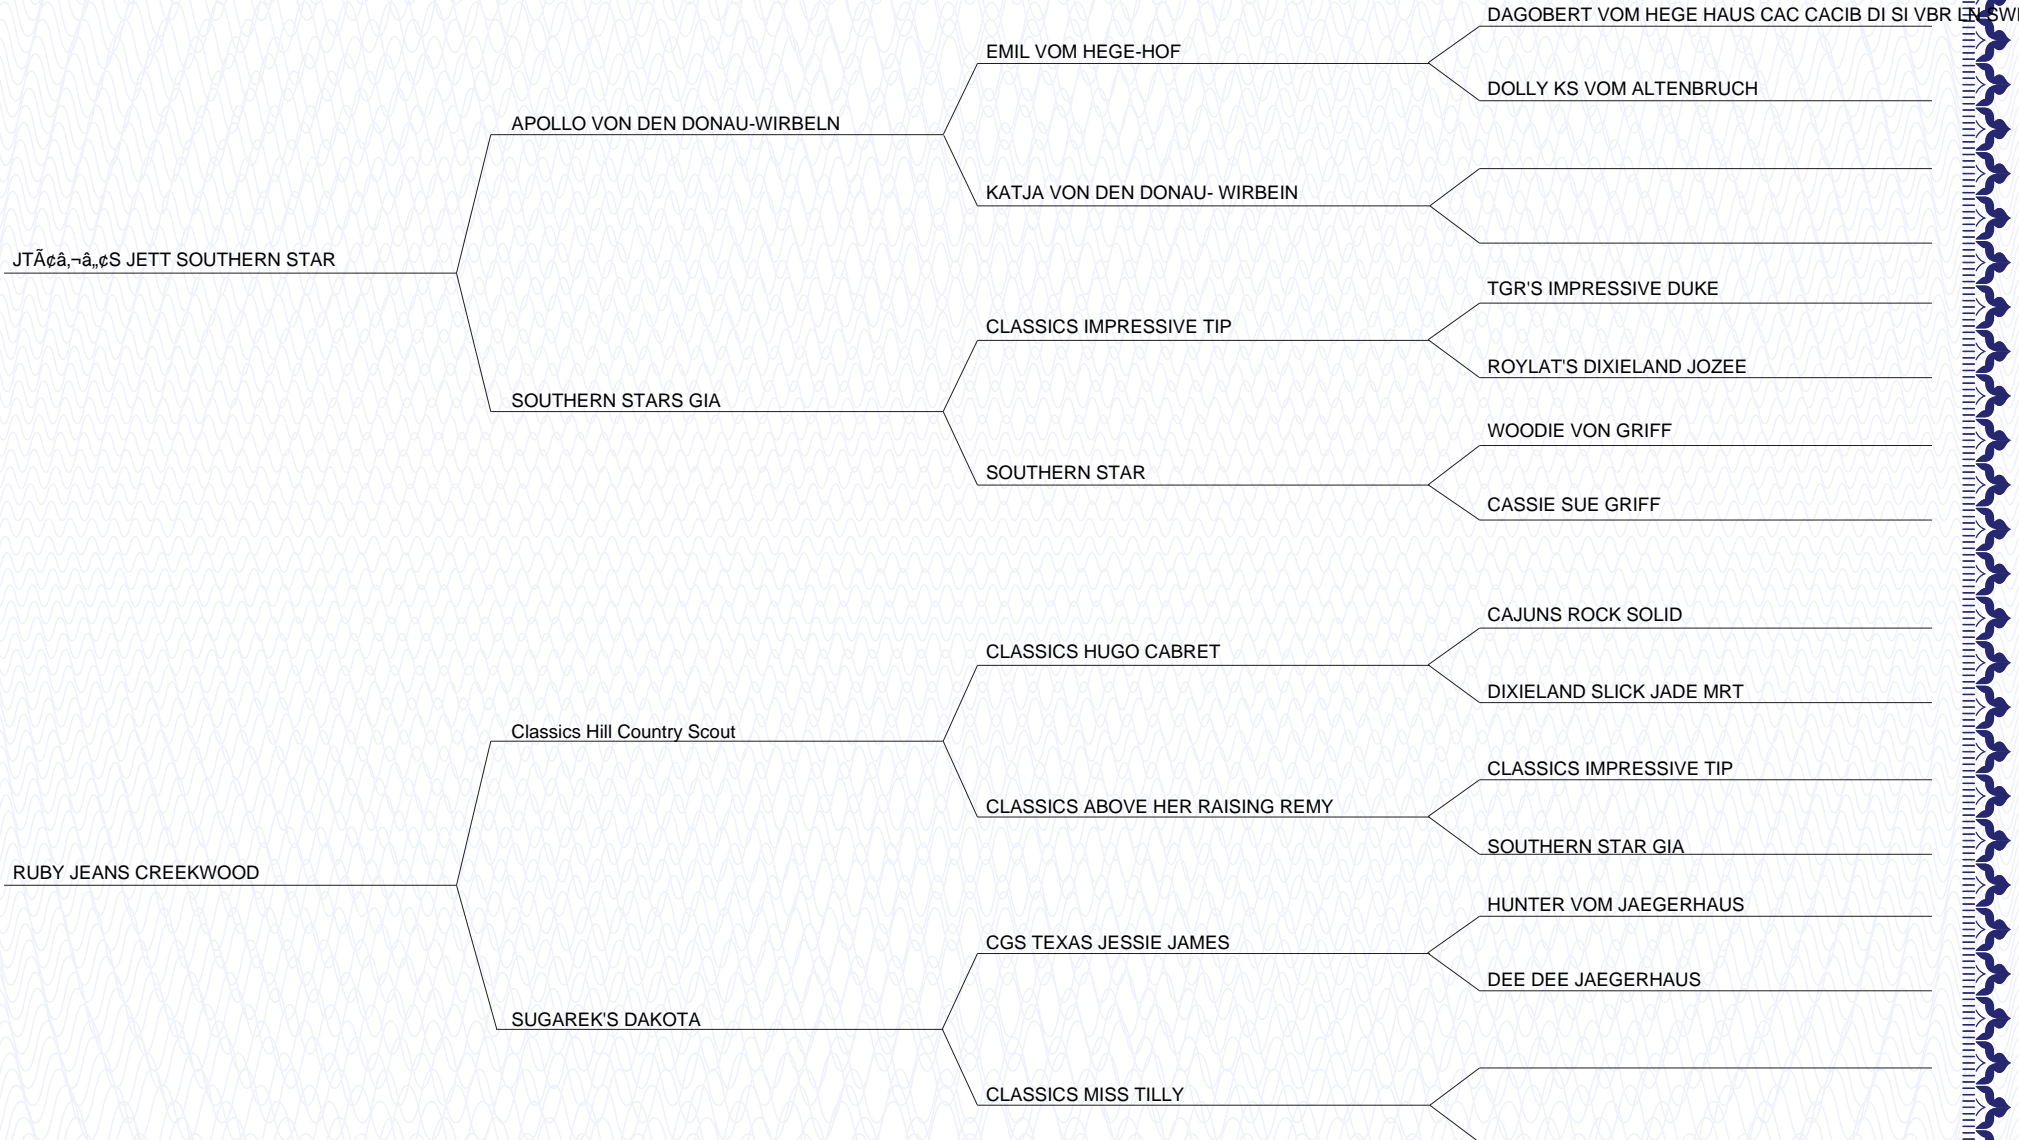 DAGOBERT VOM HEGE HAUS CAC CACIB DI SI VBR LN SW
EMIL VOM HEGE-HOF
DOLLY KS VOM ALTENBRUCH
APOLLO VON DEN DONAU-WIRBELN
KATJA VON DEN DONAU- WIRBEIN
JTÃ¢â‚¬â„¢S JETT SOUTHERN STAR
TGR'S IMPRESSIVE DUKE
CLASSICS IMPRESSIVE TIP
ROYLAT'S DIXIELAND JOZEE
SOUTHERN STARS GIA
WOODIE VON GRIFF
SOUTHERN STAR
CASSIE SUE GRIFF
CAJUNS ROCK SOLID
CLASSICS HUGO CABRET
DIXIELAND SLICK JADE MRT
Classics Hill Country Scout
CLASSICS IMPRESSIVE TIP
CLASSICS ABOVE HER RAISING REMY
SOUTHERN STAR GIA
RUBY JEANS CREEKWOOD
HUNTER VOM JAEGERHAUS
CGS TEXAS JESSIE JAMES
DEE DEE JAEGERHAUS
SUGAREK'S DAKOTA
CLASSICS MISS TILLY